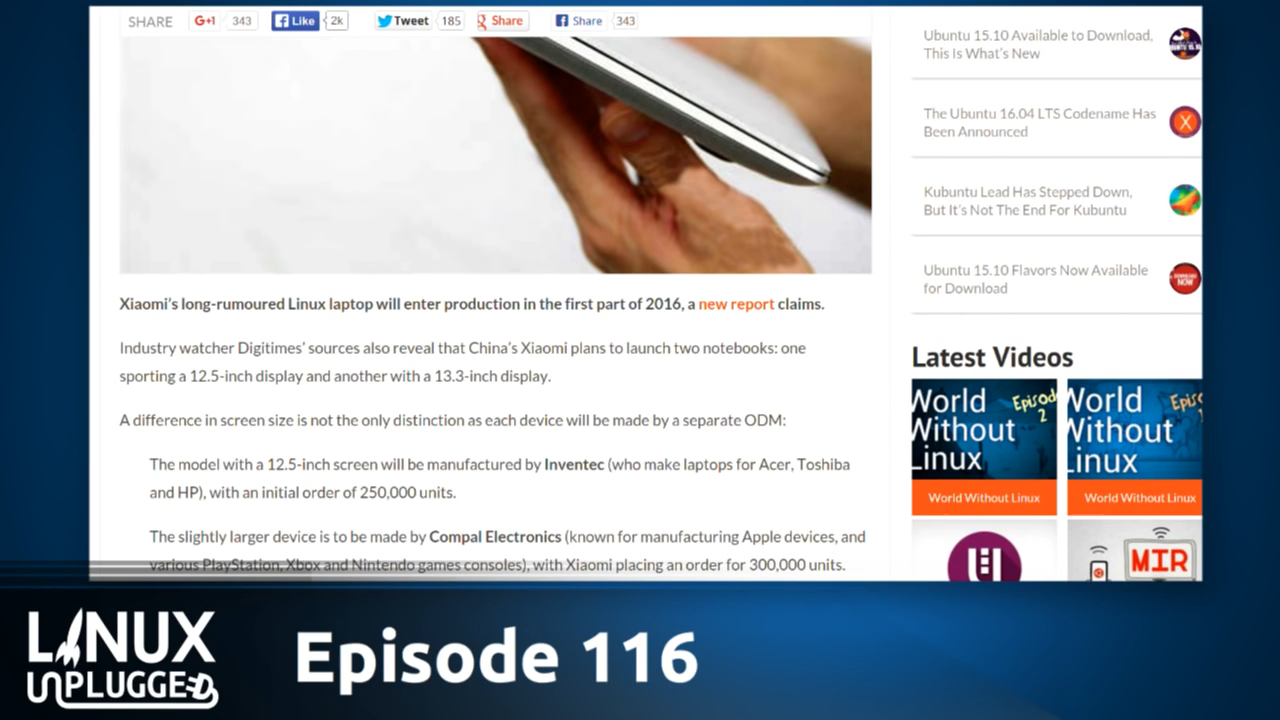 SHARE G+1 343 Like 2k Tweet 185 Share Share 343
Xiaomi's long-rumoured Linux laptop will enter production in the first part of 2016, a new report claims.
Industry watcher Digitimes' sources also reveal that China's Xiaomi plans to launch two notebooks: one
sporting a 12.5-inch display and another with a 13.3-inch display.
A difference in screen size is not the only distinction as each device will be made by a separate ODM:
The model with a 12.5-inch screen will be manufactured by Inventec (who make laptops for Acer, Toshiba
and HP), with an initial order of 250,000 units.
The slightly larger device is to be made by Compal Electronics (known for manufacturing Apple devices, and
various PlayStation, Xbox and Nintendo games consoles), with Xiaomi placing an order for 300,000 units.
Ubuntu 15.10 Available to Download,
This Is What's New
UBUNTU 15.10
The Ubuntu 16.04 LTS Codename Has
Been Announced
X
Kubuntu Lead Has Stepped Down,
But It's Not The End For Kubuntu
Ubuntu 15.10 Flavors Now Available
for Download
DOWNLOAD
NOW
Latest Videos
World
Without
Linux
Episod
2
World Without Linux
World
Without
Linux
Episo
World Without Linux
MIR
LINUX
UNPLUGGED
Episode 116